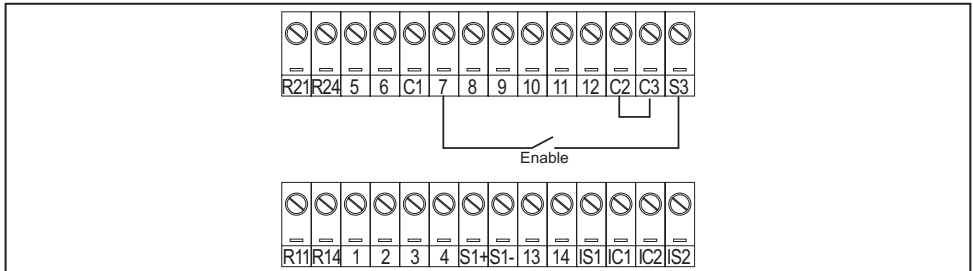 R21 R24 5 6 C1 7 8 9 10 11 12 C2 C3 S3
Enable
R11 R14 1 2 3 4 S1+ S1- 13 14 IS1 IC1 IC2 IS2